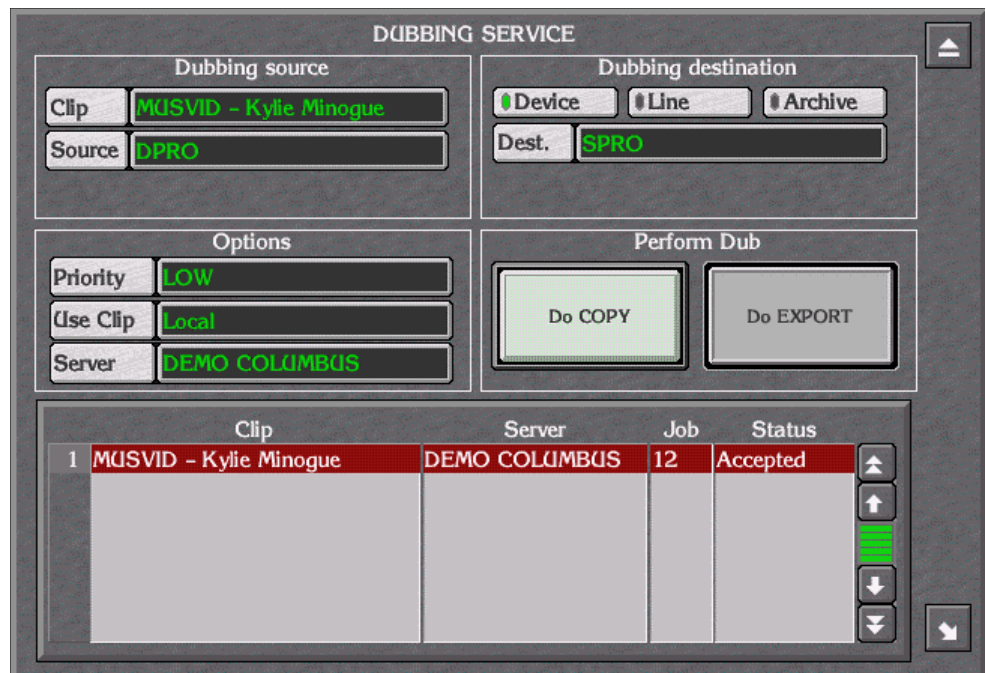 DUBBING SERVICE
Dubbing source
Clip MUSVID - Kylie Minogue
Source DPRO
Dubbing destination
Device Line Archive
Dest. SPRO
Options
Priority LOW
Use Clip Local
Server DEMO COLUMBUS
Perform Dub
Do COPY Do EXPORT
Clip Server Job Status
1 MUSVID - Kylie Minogue DEMO COLUMBUS 12 Accepted